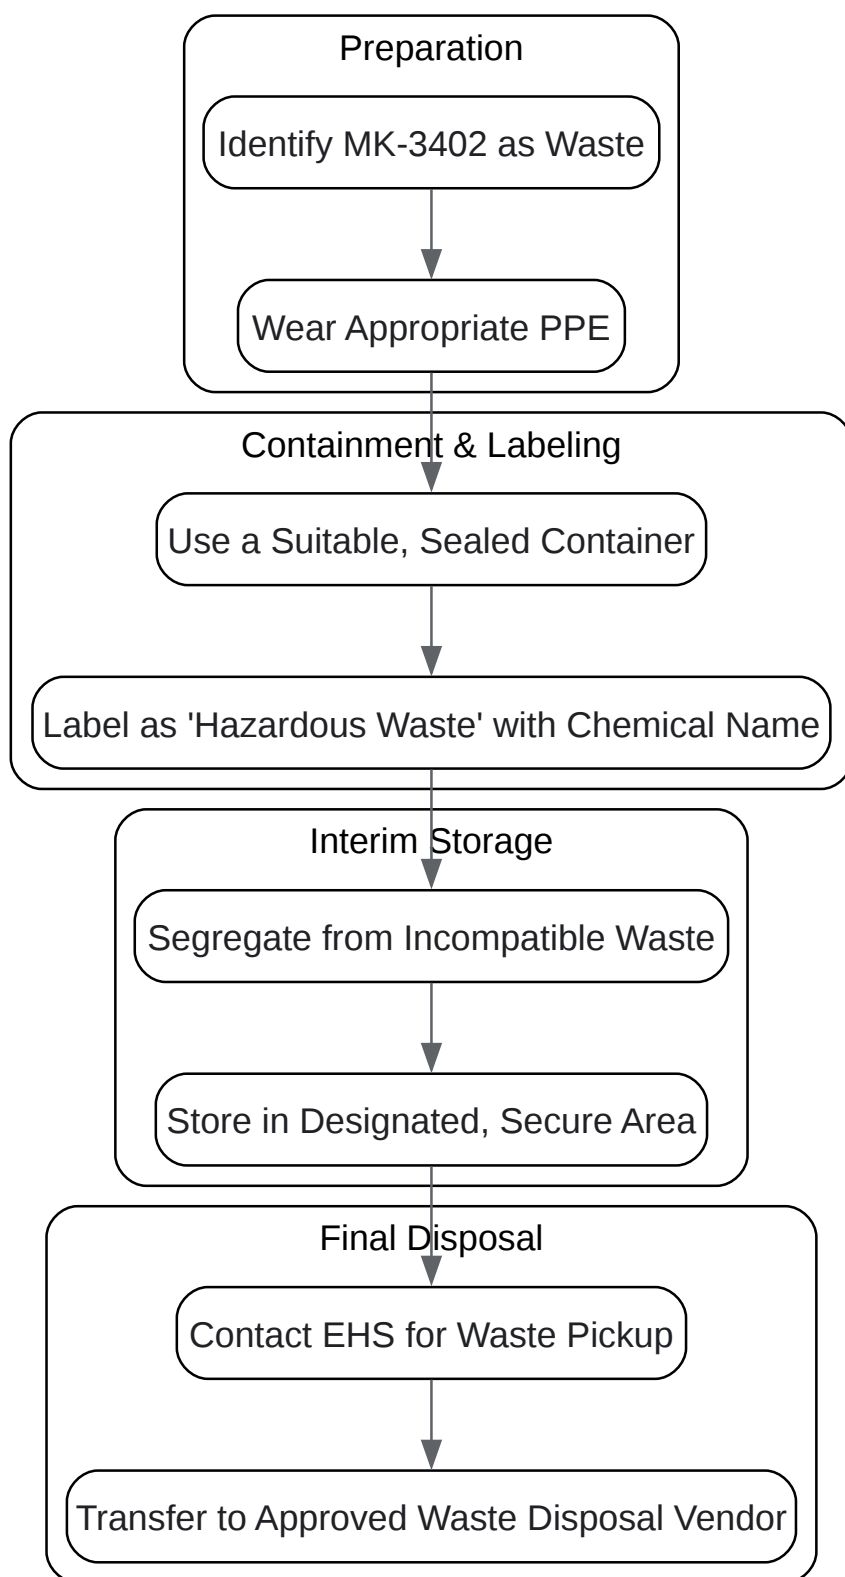 Preparation
Identify MK-3402 as Waste
Wear Appropriate PPE
Containment & Labeling
Use a Suitable, Sealed Container
Label as 'Hazardous Waste' with Chemical Name
Interim Storage
Segregate from Incompatible Waste
Store in Designated, Secure Area
Final Disposal
Contact EHS for Waste Pickup
Transfer to Approved Waste Disposal Vendor